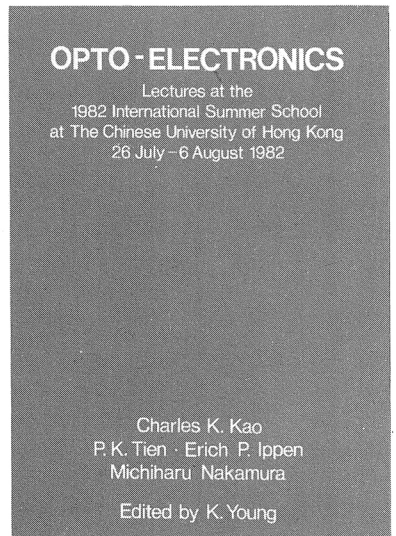 OPTO-ELECTRONICS
Lectures at the
1982 International Summer School
at The Chinese University of Hong Kong
26 July–6 August 1982
Charles K. Kao
P. K. Tien · Erich P. Ippen
Michiharu Nakamura
Edited by K. Young